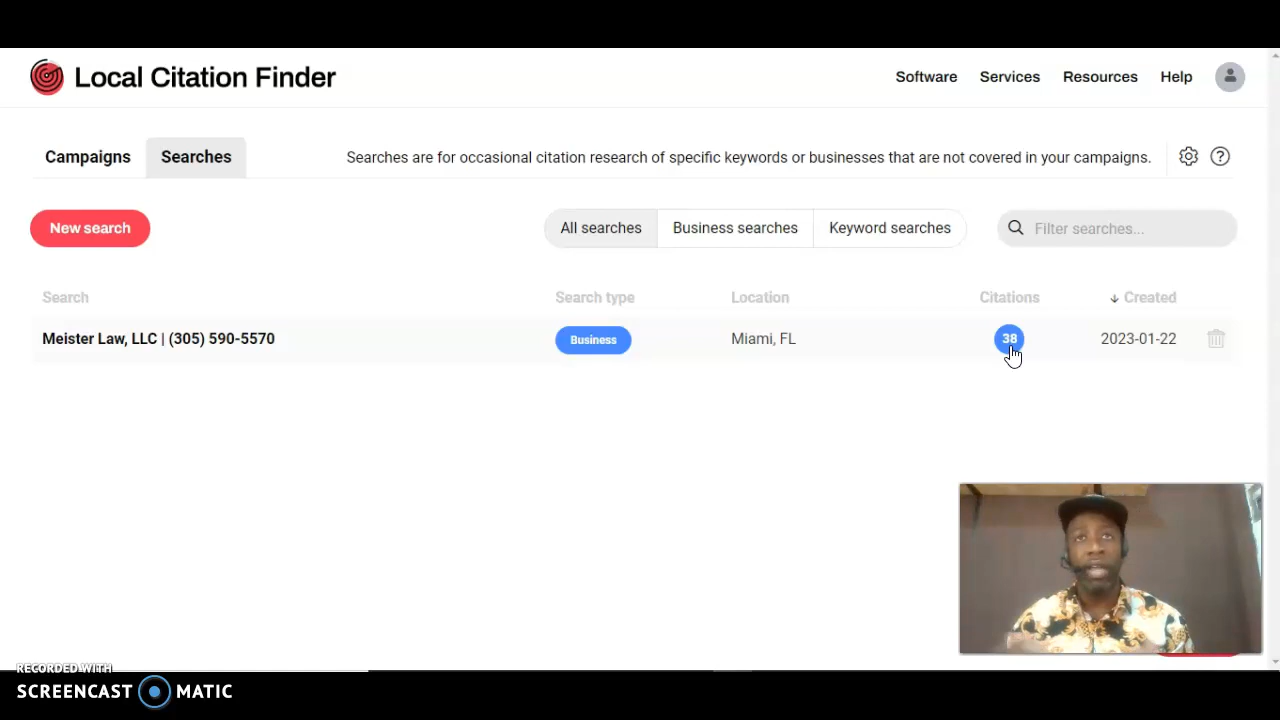 Local Citation Finder
Software Services Resources Help
Campaigns Searches Searches are for occasional citation research of specific keywords or businesses that are not covered in your campaigns.
New search All searches Business searches Keyword searches Filter searches...
Search Search type Location Citations Created
Meister Law, LLC | (305) 590-5570 Business Miami, FL 38 2023-01-22
RECORDED WITH
SCREENCAST MATIC